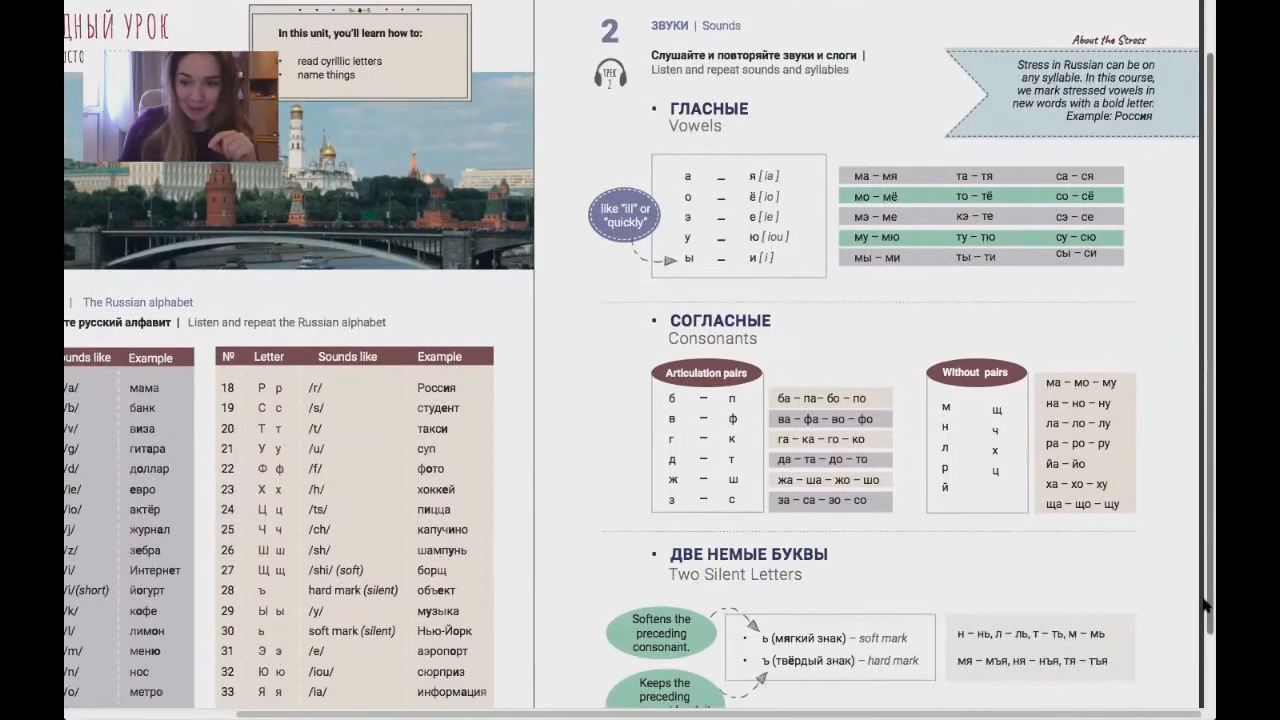 ДНЫЙ УРОК
In this unit, you'll learn how to:
• read cyrillic letters
• name things
| The Russian alphabet
те русский алфавит | Listen and repeat the Russian alphabet
unds like Example
/a/ мама
/b/ банк
/v/ виза
/g/ гитара
/d/ доллар
/ie/ евро
/io/ актёр
/j/ журнал
/z/ зебра
/i/ Интернет
/i/(short) йогурт
/k/ кофе
/l/ лимон
/m/ меню
/n/ нос
/o/ метро
№ Letter Sounds like Example
18 Р р /r/ Россия
19 С с /s/ студент
20 Т т /t/ такси
21 У у /u/ суп
22 Ф ф /f/ фото
23 Х х /h/ хоккей
24 Ц ц /ts/ пицца
25 Ч ч /ch/ капучино
26 Ш ш /sh/ шампунь
27 Щ щ /shi/ (soft) борщ
28 ъ hard mark (silent) объект
29 Ы ы /y/ музыка
30 ь soft mark (silent) Нью-Йорк
31 Э э /e/ аэропорт
32 Ю ю /iou/ сюрприз
33 Я я /ia/ информация
2 ЗВУКИ | Sounds
ТРЕК 2
Слушайте и повторяйте звуки и слоги |
Listen and repeat sounds and syllables
About the Stress
Stress in Russian can be on
any syllable. In this course,
we mark stressed vowels in
new words with a bold letter.
Example: Россия
• ГЛАСНЫЕ
Vowels
like "ill" or
"quickly"
а – я [ia]
о – ё [io]
э – е [ie]
у – ю [iou]
ы – и [i]
ма – мя та – тя са – ся
мо – мё то – тё со – сё
мэ – ме кэ – те сэ – се
му – мю ту – тю су – сю
мы – ми ты – ти сы – си
• СОГЛАСНЫЕ
Consonants
Articulation pairs
б – п
в – ф
г – к
д – т
ж – ш
з – с
ба – па– бо – по
ва – фа – во – фо
га – ка – го – ко
да – та – до – то
жа – ша – жо – шо
за – са – зо – со
Without pairs
м щ
н ч
л х
р ц
й
ма – мо – му
на – но – ну
ла – ло – лу
ра – ро – ру
йа – йо
ха – хо – ху
ща – що – щу
• ДВЕ НЕМЫЕ БУКВЫ
Two Silent Letters
Softens the
preceding
consonant.
Keeps the
preceding
• ь (мягкий знак) – soft mark
• ъ (твёрдый знак) – hard mark
н – нь, л – ль, т – ть, м – мь
мя – мъя, ня – нъя, тя – тъя